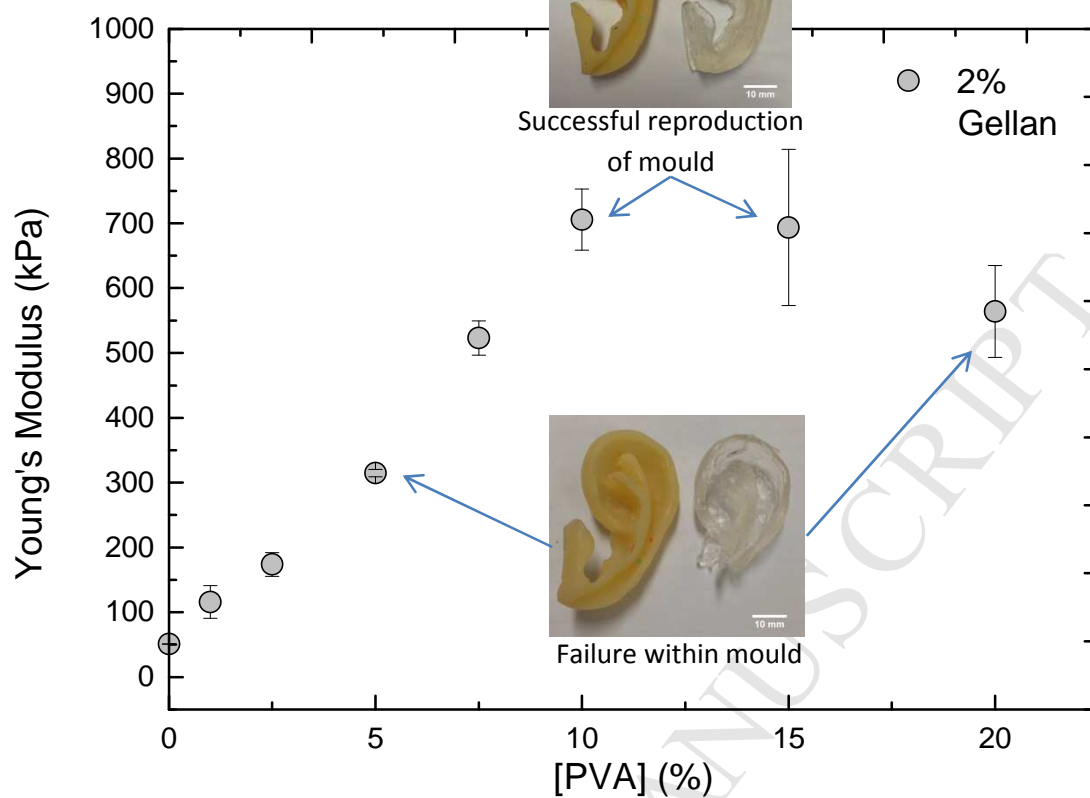 1000
900
800
700
600
500
400
300
200
100
0
Young's Modulus (kPa)
10 mm
Successful reproduction
of mould
2%
Gellan
10 mm
Failure within mould
0
5
10
15
20
[PVA] (%)
ANUSCRIPT